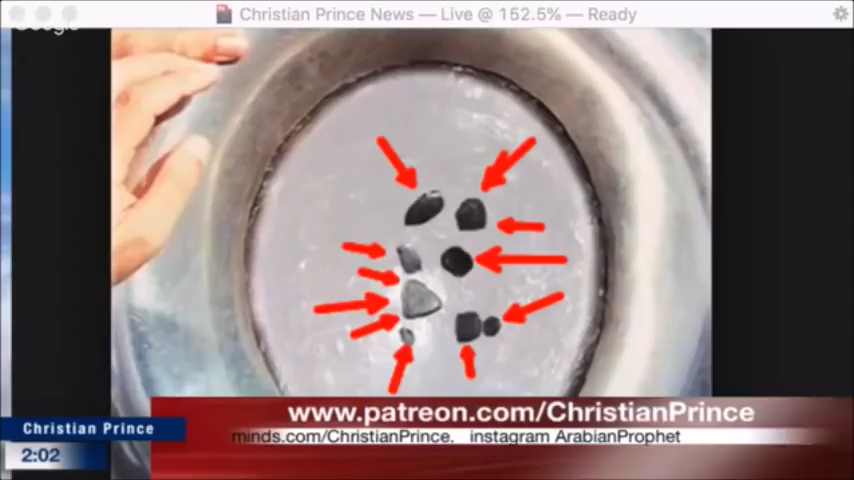 Christian Prince News — Live @ 152.5% — Ready
Google
www.patreon.com/ChristianPrince
Christian Prince
minds.com/ChristianPrince. instagram ArabianProphet
2:02